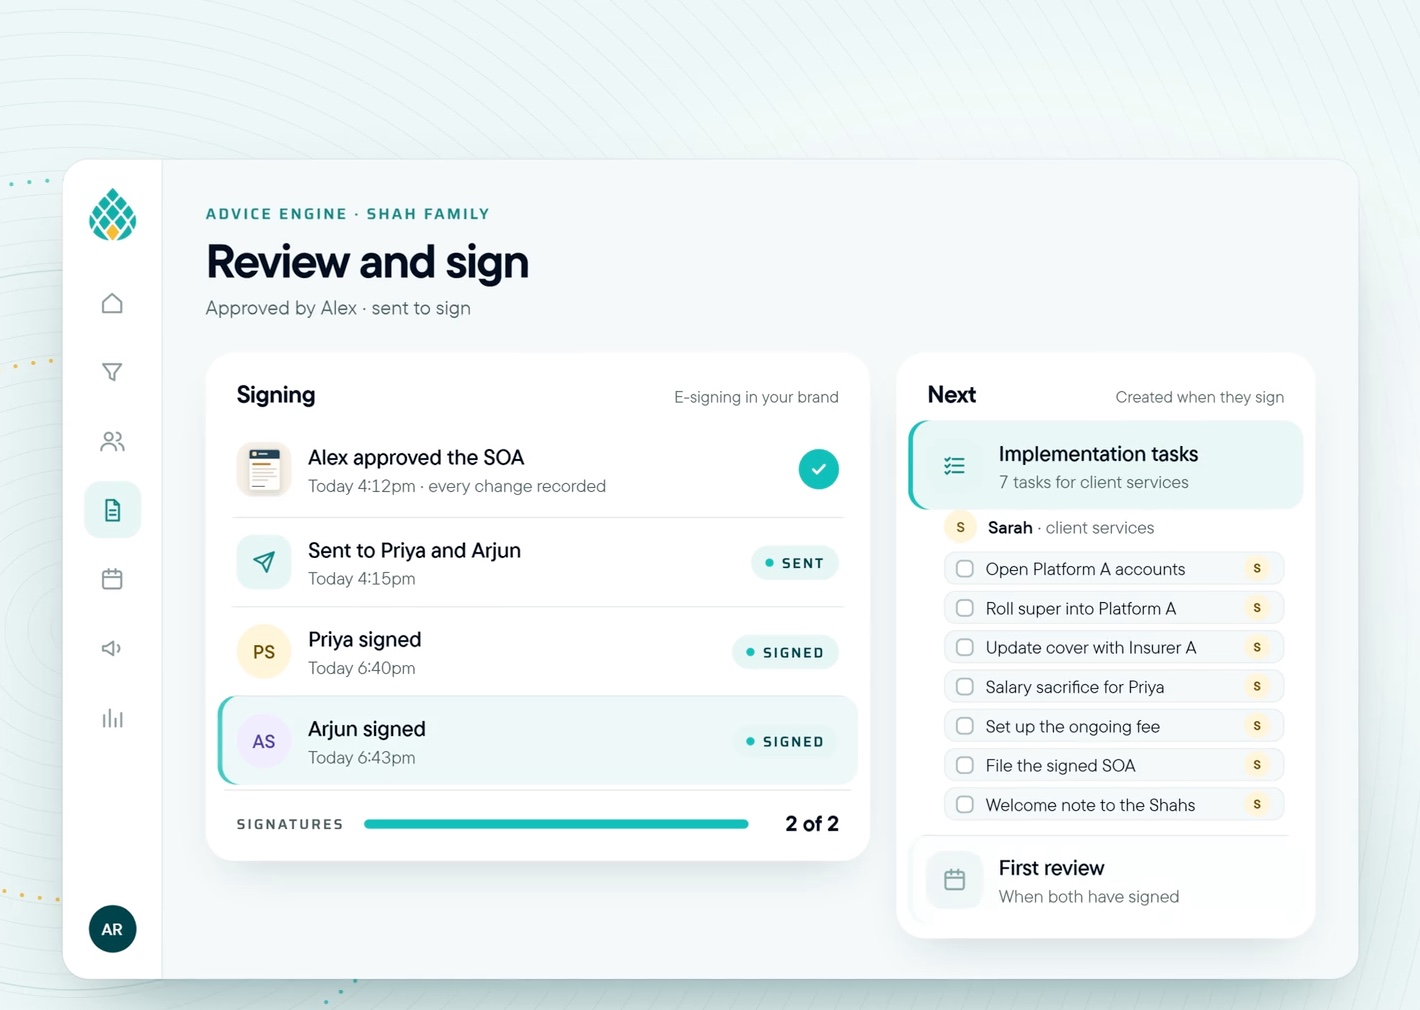 ADVICE ENGINE · SHAH FAMILY
Review and sign
Approved by Alex · sent to sign
Signing
E-signing in your brand
Alex approved the SOA
Today 4:12pm · every change recorded
Sent to Priya and Arjun
Today 4:15pm
SENT
PS
Priya signed
Today 6:40pm
SIGNED
AS
Arjun signed
Today 6:43pm
SIGNED
SIGNATURES
2 of 2
Next
Created when they sign
Implementation tasks
7 tasks for client services
S
Sarah · client services
Open Platform A accounts
S
Roll super into Platform A
S
Update cover with Insurer A
S
Salary sacrifice for Priya
S
Set up the ongoing fee
S
File the signed SOA
S
Welcome note to the Shahs
S
First review
When both have signed
AR